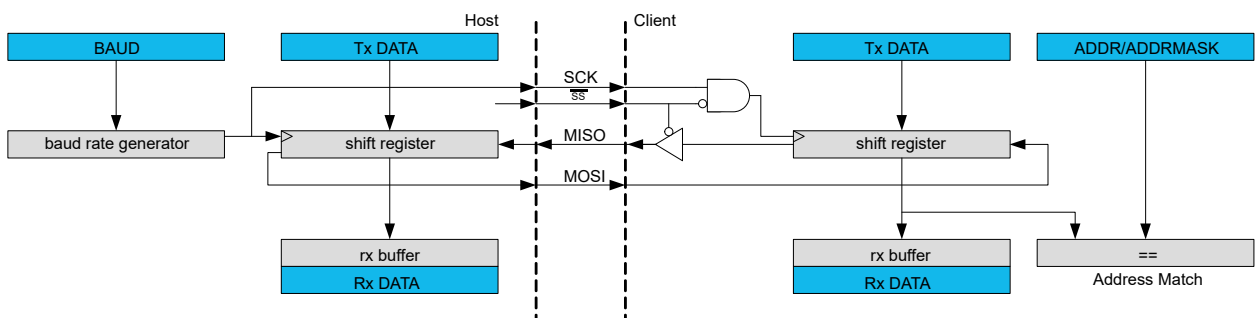 Host
Client
BAUD
Tx DATA
Tx DATA
ADDR/ADDRMASK
SCK
SS
baud rate generator
shift register
MISO
shift register
MOSI
rx buffer
rx buffer
==
Rx DATA
Rx DATA
Address Match